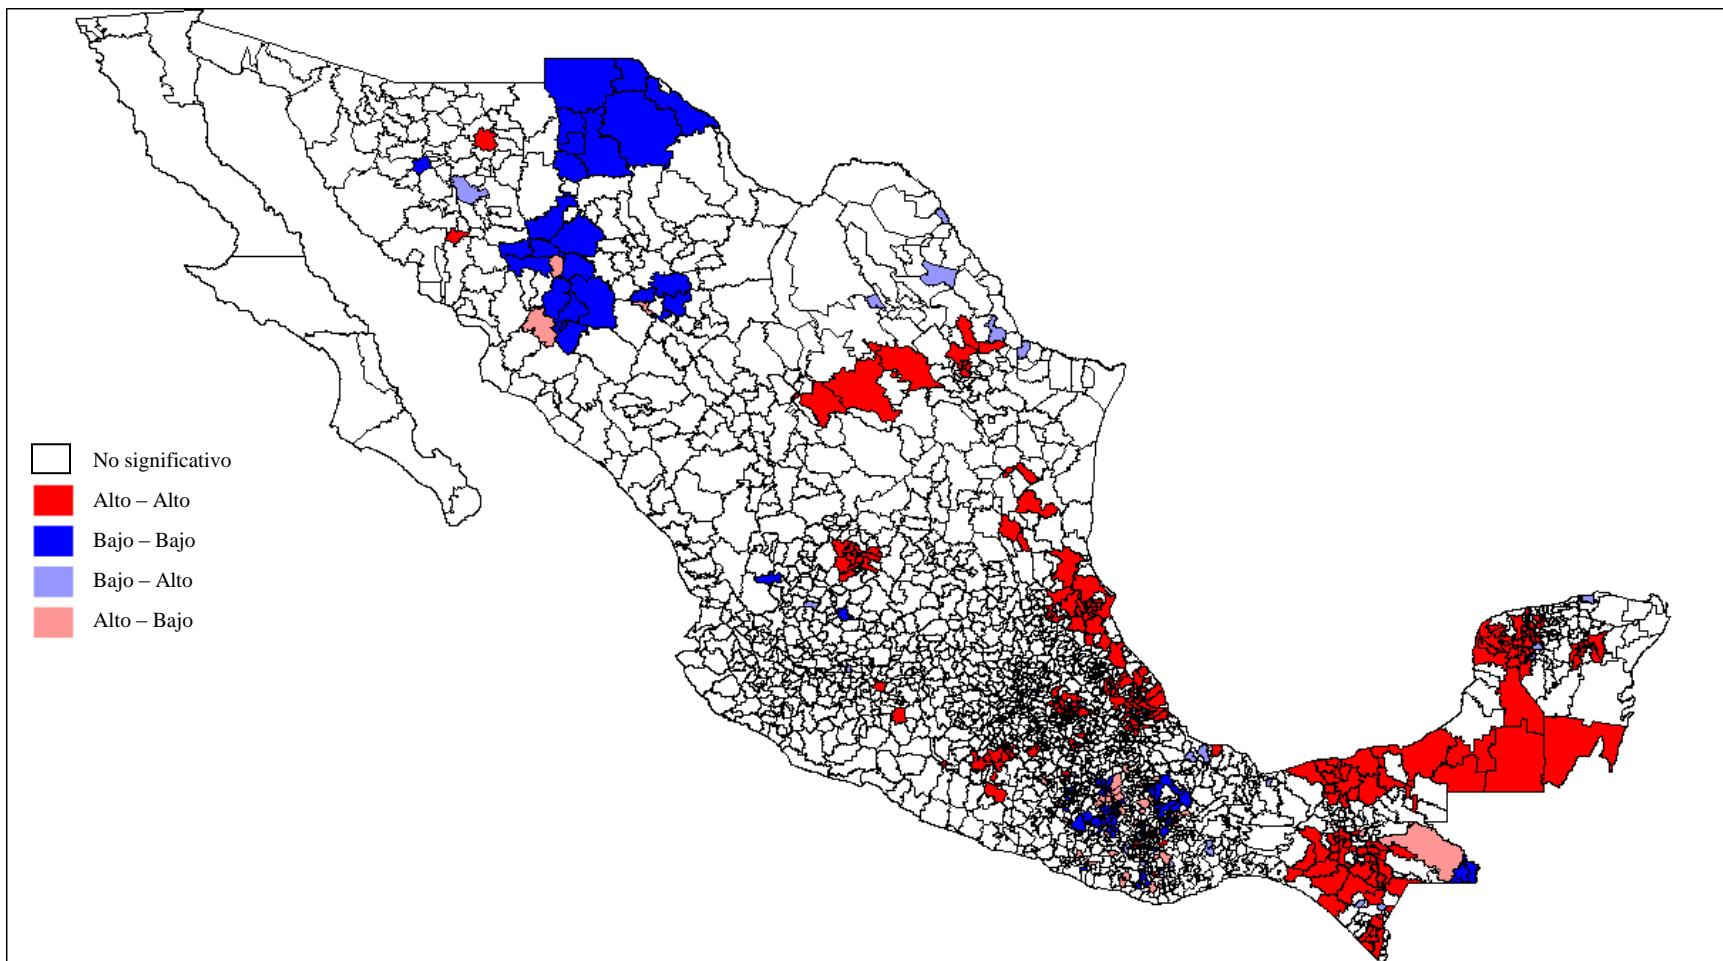 No significativo
Alto – Alto
Bajo – Bajo
Bajo – Alto
Alto – Bajo